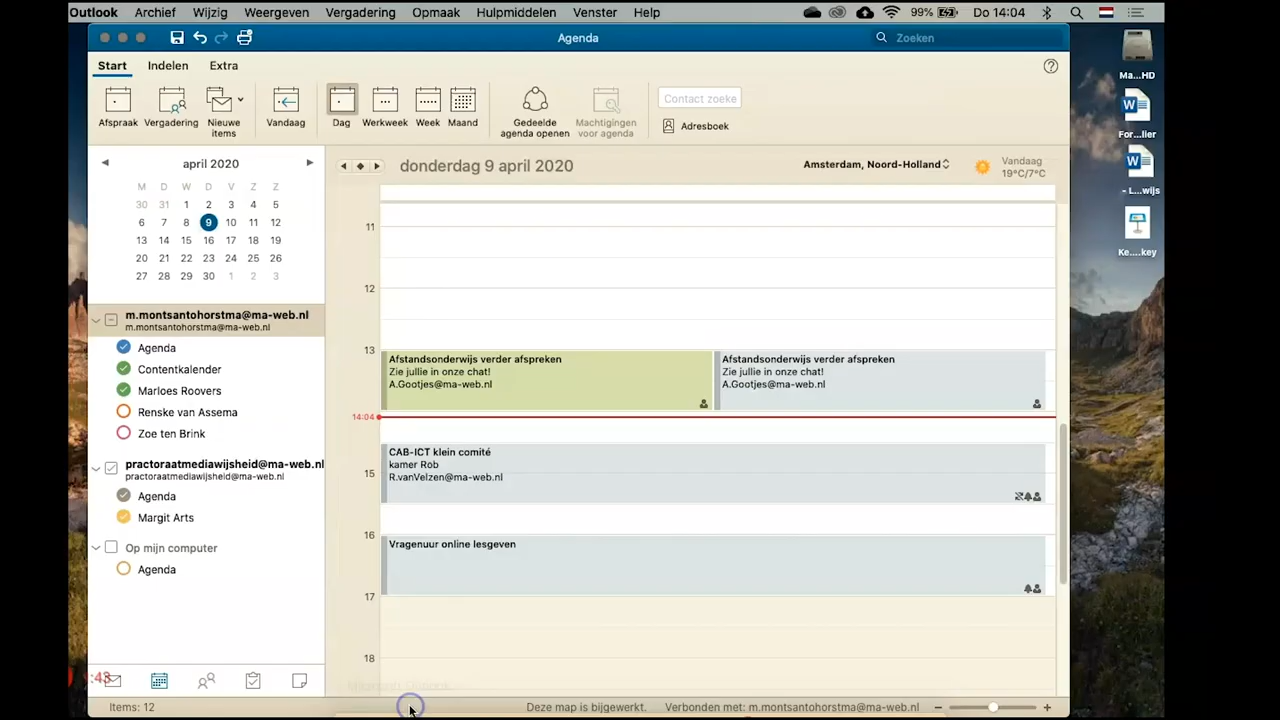 Outlook Archief Wijzig Weergeven Vergadering Opmaak Hulpmiddelen Venster Help 99% Do 14:04
Agenda
Zoeken
Start Indelen Extra
Afspraak
Vergadering
Nieuwe
items
Vandaag
Dag
Werkweek
Week
Maand
Gedeelde
agenda openen
Machtigingen
voor agenda
Contact zoeke
Adresboek
april 2020
M D W D V Z Z
30 31 1 2 3 4 5
6 7 8 9 10 11 12
13 14 15 16 17 18 19
20 21 22 23 24 25 26
27 28 29 30 1 2 3
m.montsantohorstma@ma-web.nl
m.montsantohorstma@ma-web.nl
Agenda
Contentkalender
Marloes Roovers
Renske van Assema
Zoe ten Brink
practoraatmediawijsheid@ma-web.nl
practoraatmediawijsheid@ma-web.nl
Agenda
Margit Arts
Op mijn computer
Agenda
:43
Items: 12
donderdag 9 april 2020
Amsterdam, Noord-Holland
Vandaag
19°C/7°C
11
12
13
Afstandsonderwijs verder afspreken
Zie jullie in onze chat!
A.Gootjes@ma-web.nl
Afstandsonderwijs verder afspreken
Zie jullie in onze chat!
A.Gootjes@ma-web.nl
14:04
CAB-ICT klein comité
kamer Rob
R.vanVelzen@ma-web.nl
15
16
Vragenuur online lesgeven
17
18
Microsoft Outlook
Deze map is bijgewerkt.
Verbonden met: m.montsantohorstma@ma-web.nl
Ma...HD
For...lier
- L...wijs
Ke....key